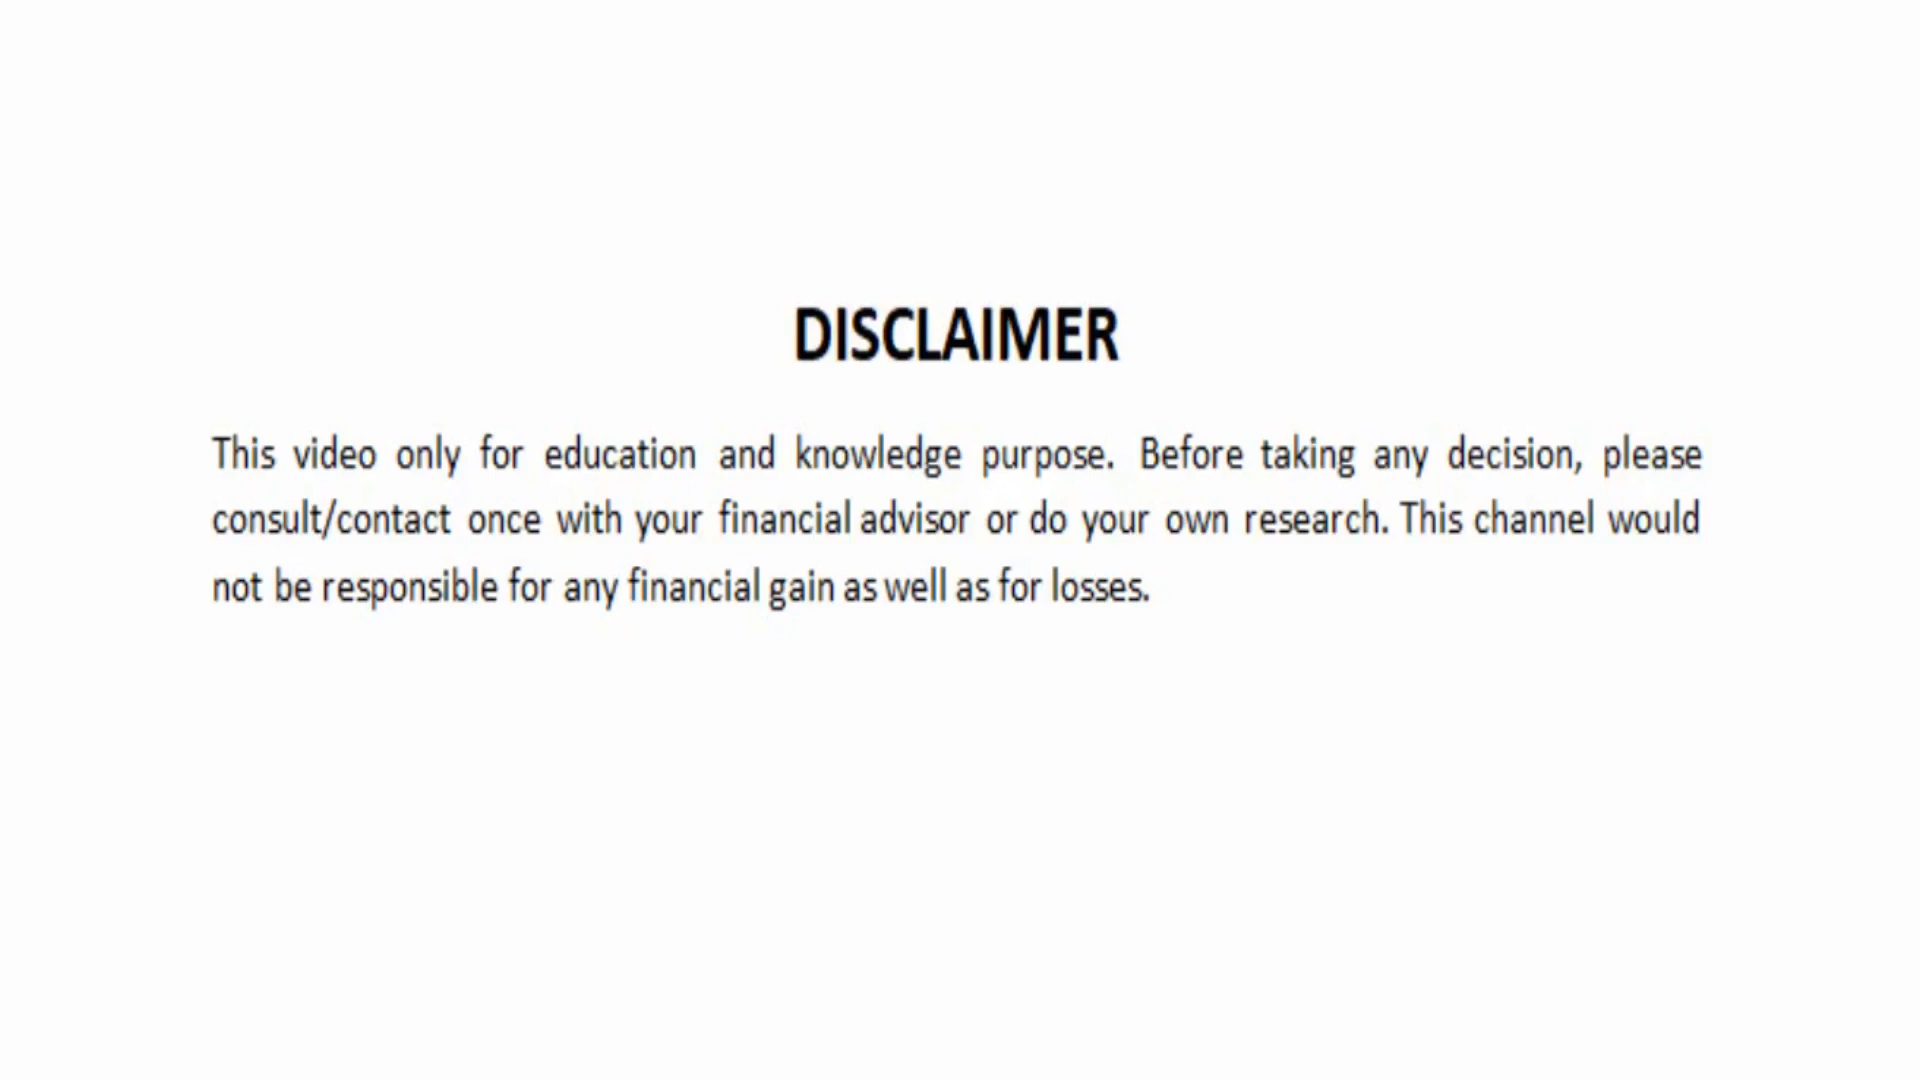 DISCLAIMER
This video only for education and knowledge purpose. Before taking any decision, please
consult/contact once with your financial advisor or do your own research. This channel would
not be responsible for any financial gain as well as for losses.